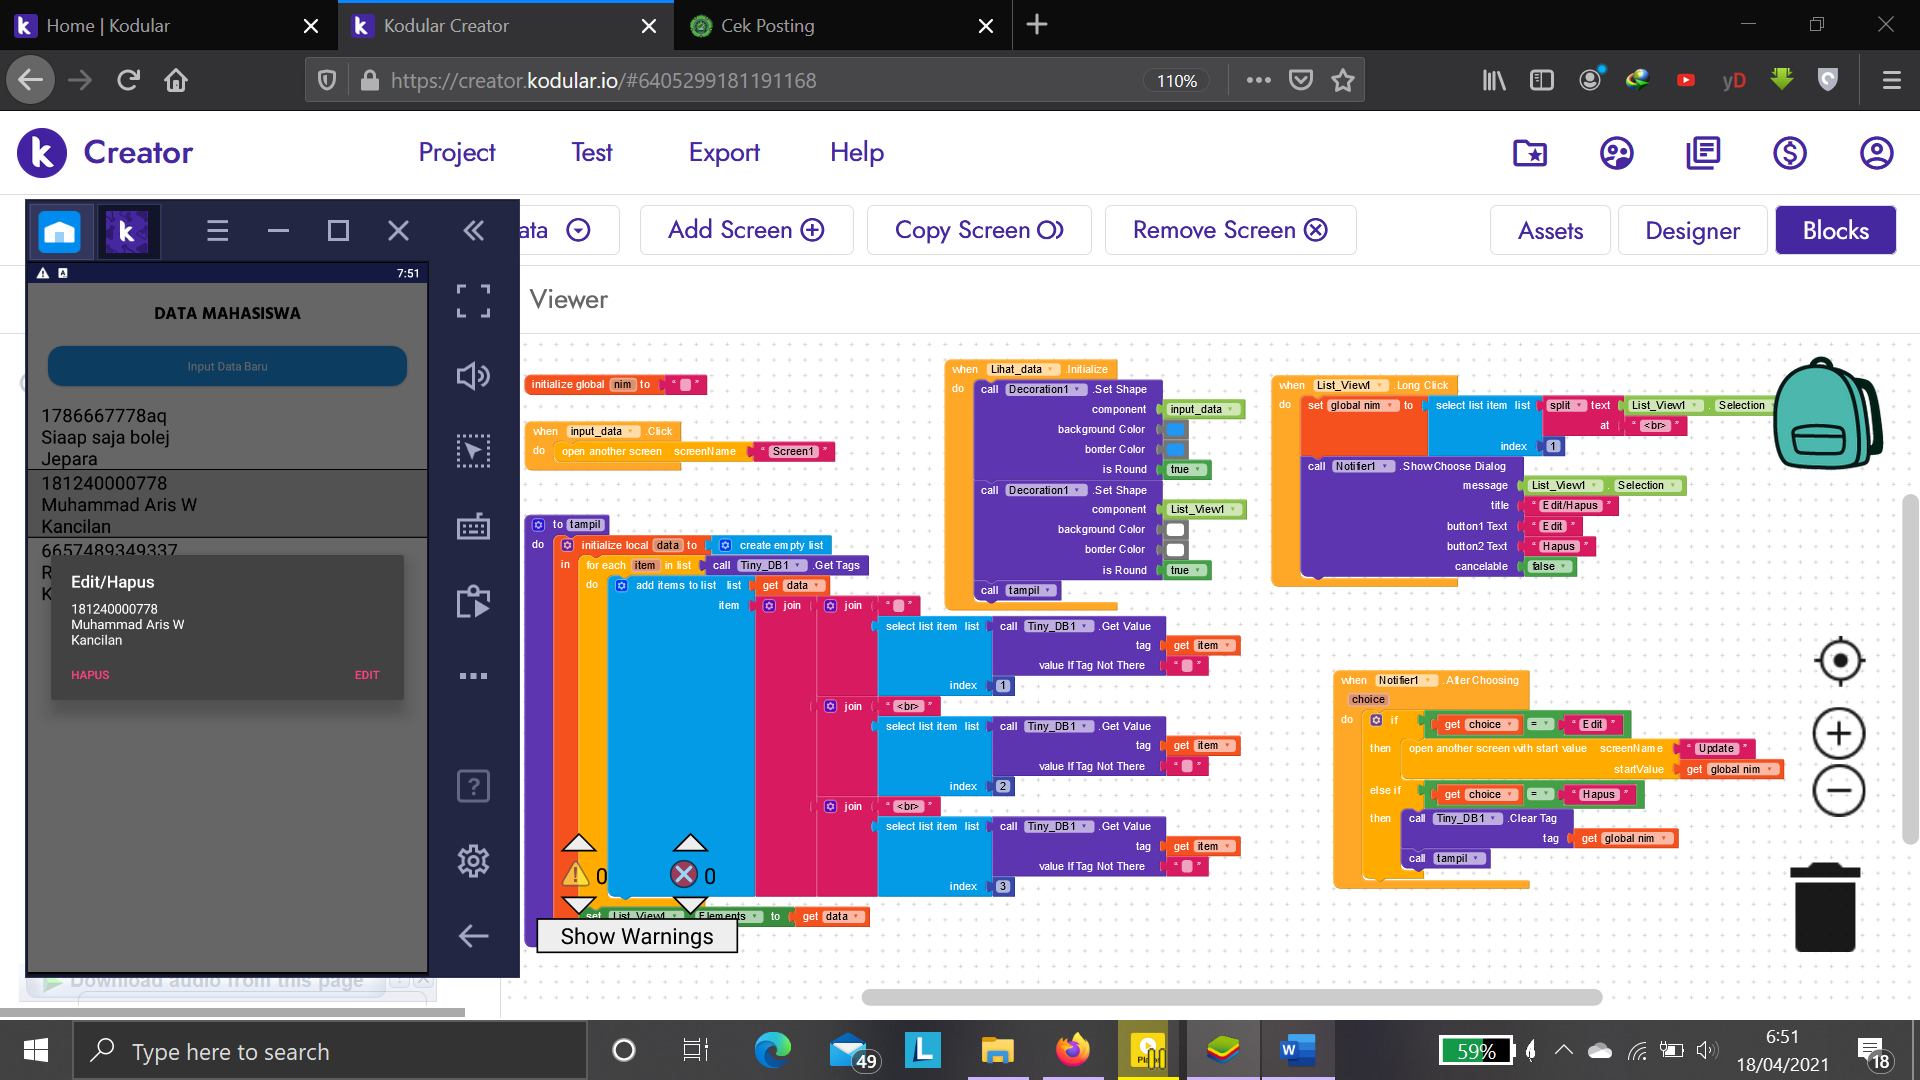 Home | Kodular
Kodular Creator
Cek Posting
https://creator.kodular.io/#6405299181191168
110%
yD
Creator
Project
Test
Export
Help
ata
Add Screen
Copy Screen
Remove Screen
Assets
Designer
Blocks
Viewer
7:51
DATA MAHASISWA
Input Data Baru
1786667778aq
Siaap saja bolej
Jepara
181240000778
Muhammad Aris W
Kancilan
6657489349337
Edit/Hapus
181240000778
Muhammad Aris W
Kancilan
HAPUS
EDIT
initialize global nim to " "
when input_data .Click
do open another screen screenName " Screen1 "
to tampil
do initialize local data to create empty list
in for each item in list call Tiny_DB1 .Get Tags
do add items to list list get data
item join join " "
select list item list call Tiny_DB1 .Get Value
tag get item
value If Tag Not There " "
index 1
join " <br> "
select list item list call Tiny_DB1 .Get Value
tag get item
value If Tag Not There " "
index 2
join " <br> "
select list item list call Tiny_DB1 .Get Value
tag get item
value If Tag Not There " "
index 3
set List_View1 . Elements to get data
0
0
Show Warnings
when Lihat_data .Initialize
do call Decoration1 .Set Shape
component input_data
background Color
border Color
is Round true
call Decoration1 .Set Shape
component List_View1
background Color
border Color
is Round true
call tampil
when List_View1 .Long Click
do set global nim to select list item list split text List_View1 . Selection
at " <br> "
index 1
call Notifier1 .Show Choose Dialog
message List_View1 . Selection
title " Edit/Hapus "
button1 Text " Edit "
button2 Text " Hapus "
cancelable false
when Notifier1 .After Choosing
choice
do if get choice = " Edit "
then open another screen with start value screenName " Update "
startValue get global nim
else if get choice = " Hapus "
then call Tiny_DB1 .Clear Tag
tag get global nim
call tampil
Download audio from this page
Type here to search
49
59%
6:51
18/04/2021
18